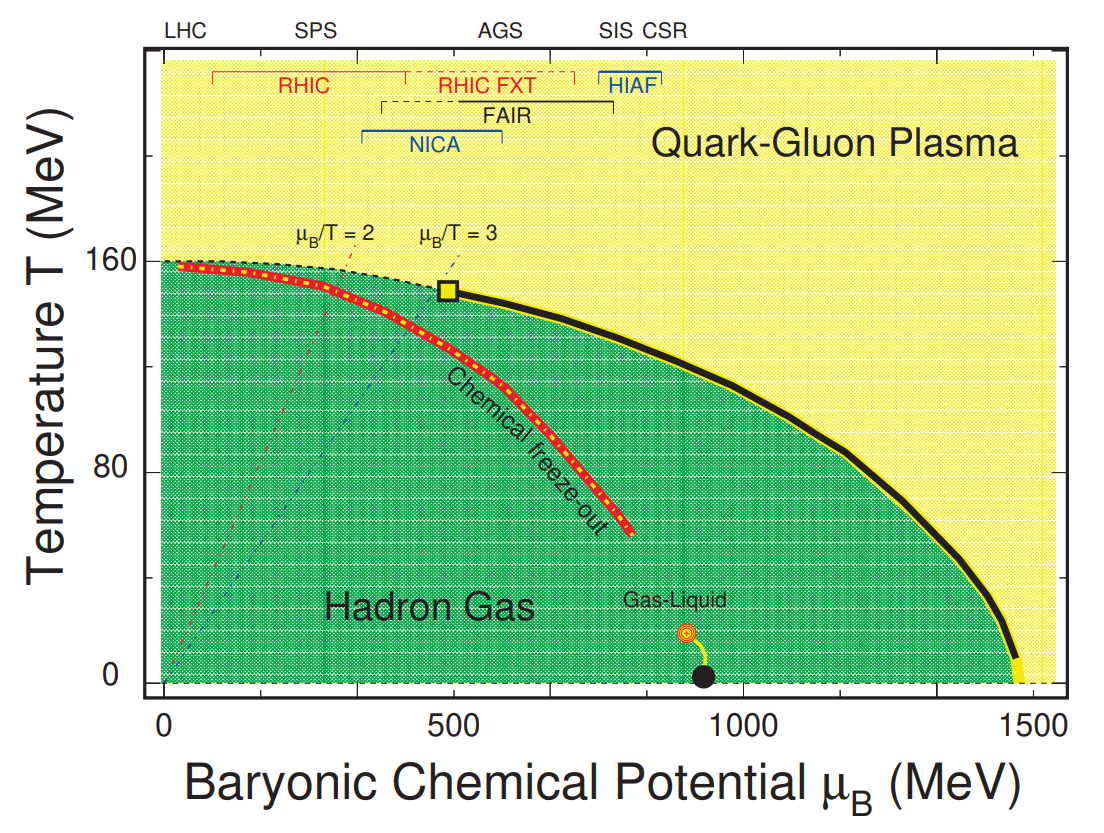 LHC SPS AGS SIS CSR
RHIC RHIC FXT HIAF
FAIR
NICA
Quark-Gluon Plasma
μB/T = 2 μB/T = 3
160
80
0
Temperature T (MeV)
Chemical freeze-out
Hadron Gas
Gas-Liquid
0 500 1000 1500
Baryonic Chemical Potential μB (MeV)